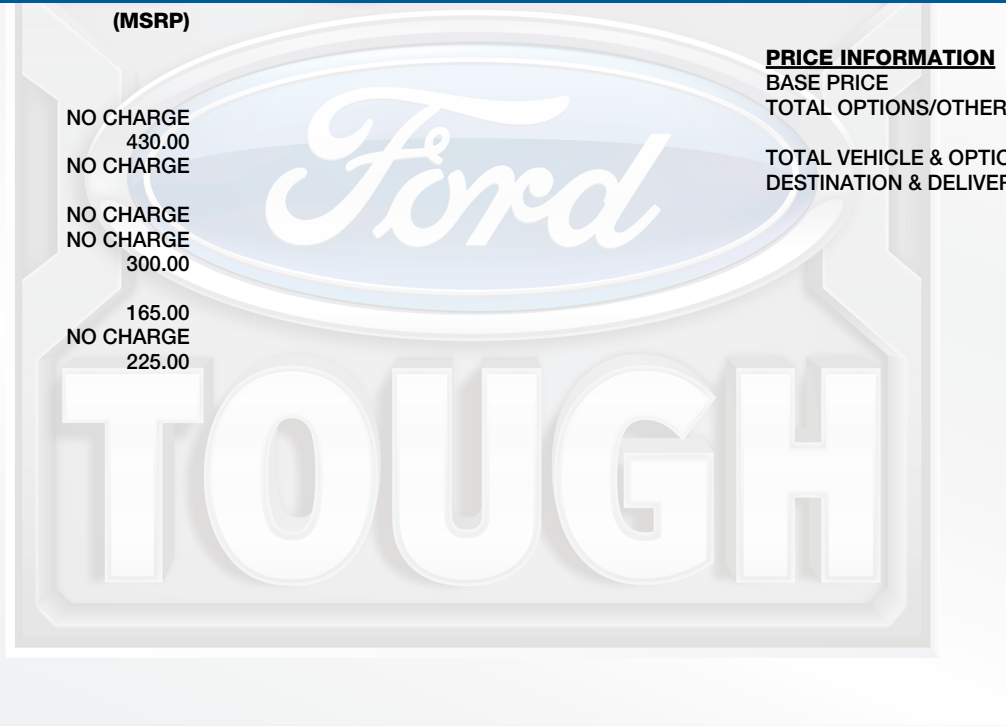 (MSRP)
NO CHARGE
430.00
NO CHARGE
NO CHARGE
NO CHARGE
300.00
165.00
NO CHARGE
225.00
PRICE INFORMATION
BASE PRICE
TOTAL OPTIONS/OTHER
TOTAL VEHICLE & OPTIO
DESTINATION & DELIVER
Ford
TOUGH